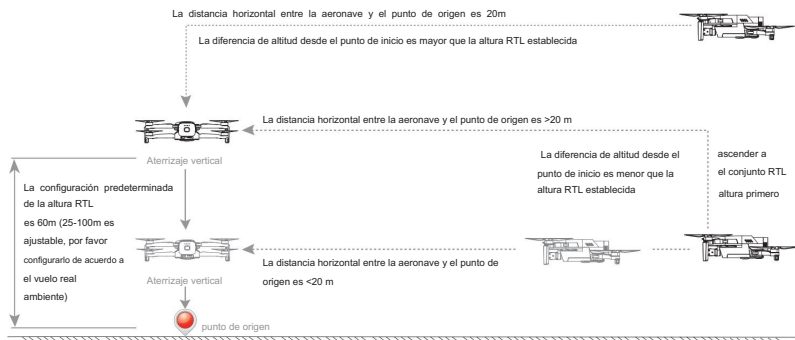 La distancia horizontal entre la aeronave y el punto de origen es 20m
La diferencia de altitud desde el punto de inicio es mayor que la altura RTL establecida
La distancia horizontal entre la aeronave y el punto de origen es >20 m
Aterrizaje vertical
La diferencia de altitud desde el
punto de inicio es menor que la
altura RTL establecida
ascender a
el conjunto RTL
altura primero
La configuración predeterminada
de la altura RTL
es 60m (25-100m es
ajustable, por favor
configurarlo de acuerdo a
el vuelo real
ambiente)
La distancia horizontal entre la aeronave y el punto de
origen es <20 m
Aterrizaje vertical
punto de origen